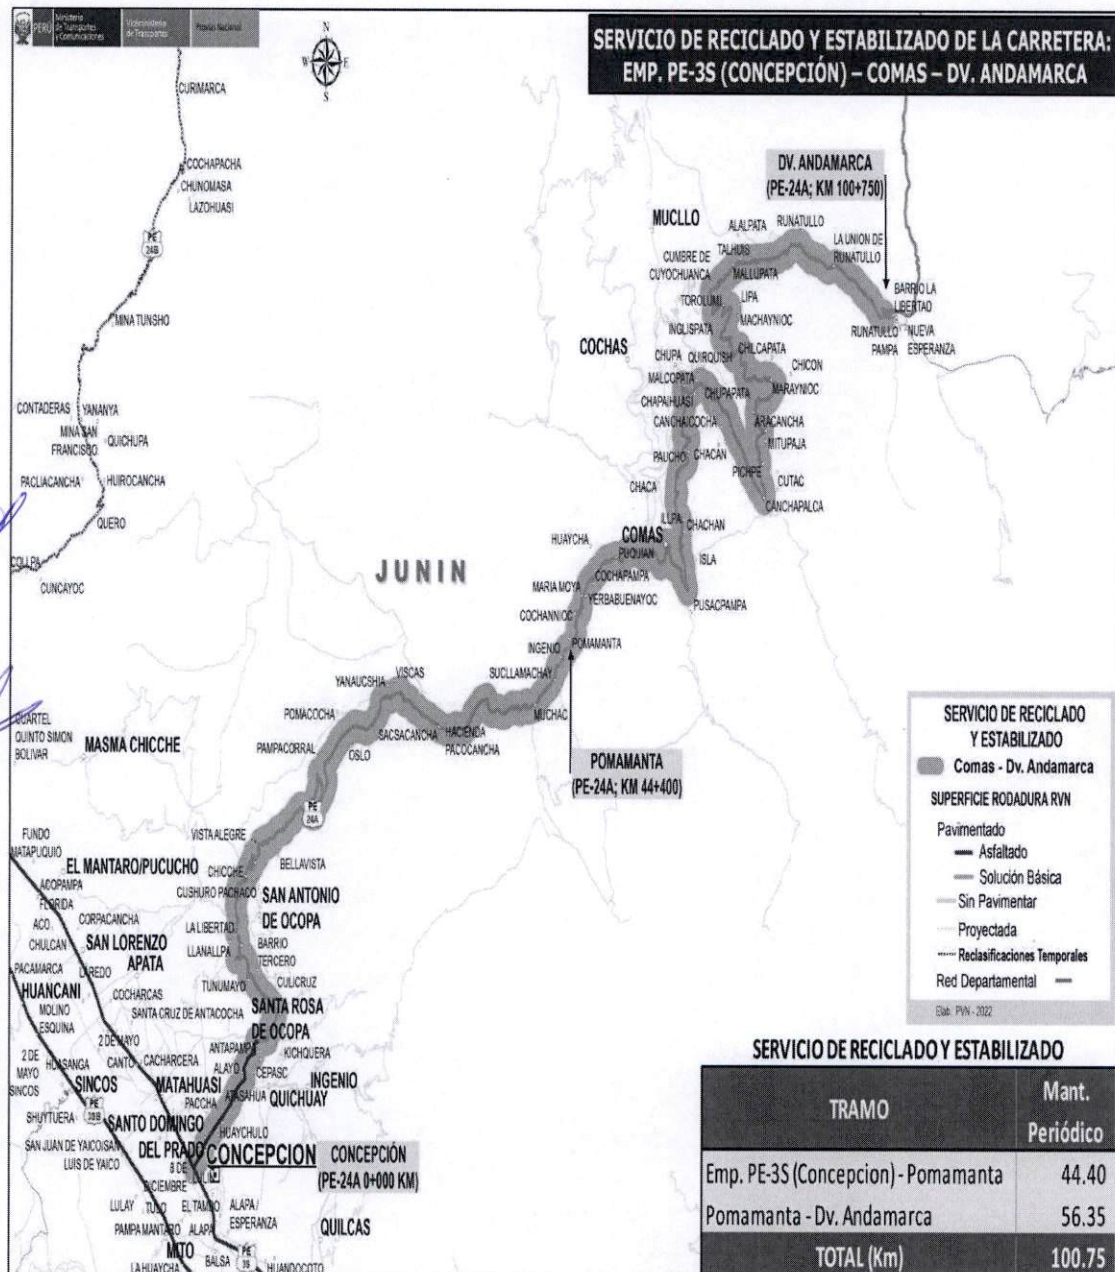 PERÚ
Ministerio
de Transportes
y Comunicaciones
Viceministerio
de Transportes
Provías Nacional
N
W
E
S
SERVICIO DE RECICLADO Y ESTABILIZADO DE LA CARRETERA:
EMP. PE-3S (CONCEPCIÓN) – COMAS – DV. ANDAMARCA
CURIMARCA
COCHAPACHA
CHUNOMASA
LAZOHUASI
PE
24B
MINA TUNSHO
DV. ANDAMARCA
(PE-24A; KM 100+750)
MUCLLO
ALALPATA
RUNATULLO
CUMBRE DE
CUYOCHUANCA
TALHUIS
LA UNION DE
RUNATULLO
MALLUPATA
BARRIO LA
LIBERTAD
TOROLUMI
LIPA
MACHAYNIOC
INGLISPATA
RUNATULLO
PAMPA
NUEVA
ESPERANZA
COCHAS
CHUPA
QUIRQUISH
CHILCAPATA
CHICON
MALCOPATA
CHUPAPATA
MARAYNIOC
CHAPAIHUASI
CONTADERAS
YANANYA
MINA SAN
FRANCISCO
QUICHUPA
CANCHAICOCHA
ARACANCHA
MITUPAJA
PAUCHO
CHACÁN
PICHPE
PACLIACANCHA
HUIROCANCHA
CHACA
CUTAC
CANCHAPALCA
QUERO
ILLPA
CHACHAN
HUAYCHA
COMAS
COLLPA
PUQUIAN
ISLA
CUNCAYOC
JUNIN
COCHAPAMPA
MARIA MOYA
YERBABUENAYOC
PUSACPAMPA
COCHANNIOC
INGENIO
POMAMANTA
YANAUCSHIA
VISCAS
SUCLLAMACHAY
POMACOCHA
MUCHAC
CUARTEL
QUINTO SIMON
BOLIVAR
MASMA CHICCHE
PAMPACORRAL
OSLO
SACSACANCHA
HACIENDA
PACOCANCHA
POMAMANTA
(PE-24A; KM 44+400)
PE
24A
SERVICIO DE RECICLADO
Y ESTABILIZADO
Comas - Dv. Andamarca
SUPERFICIE RODADURA RVN
Pavimentado
Asfaltado
Solución Básica
Sin Pavimentar
Proyectada
Reclasificaciones Temporales
Red Departamental
Elab. PVN - 2022
FUNDO
MATAPUQUIO
VISTA ALEGRE
EL MANTARO/PUCUCHO
CHICCHE
BELLAVISTA
ACOPAMPA
FLORIDA
CUSHURO PACHACO
SAN ANTONIO
DE OCOPA
ACO
CORPACANCHA
LA LIBERTAD
CHULCAN
SAN LORENZO
LLANALLPA
BARRIO
TERCERO
APATA
PACAMARCA
LAREDO
TUNUMAYO
CULICRUZ
HUANCANI
COCHARCAS
MOLINO
ESQUINA
SANTA CRUZ DE ANTACOCHA
SANTA ROSA
DE OCOPA
2 DE MAYO
ANTAPAMPA
KICHQUERA
2 DE
MAYO
SINCOS
HUASANGA
CANTO
CACHARCERA
ALAYO
CEPASC
INGENIO
SINCOS
MATAHUASI
ATASAHUA
QUICHUAY
PACCHA
PE
3SB
SHUYTUERA
SANTO DOMINGO
DEL PRADO
HUAYCHULO
SAN JUAN DE YAICO/SAN
LUIS DE YAICO
CONCEPCION
CONCEPCIÓN
(PE-24A 0+000 KM)
8 DE
DICIEMBRE
LULAY
TULO
EL TAMBO
ALAPA /
ESPERANZA
PAMPA MANTARO
ALAPA
QUILCAS
MITO
PE
3S
LA HUAYCHA
BALSA
HUANDOCOTO
SERVICIO DE RECICLADO Y ESTABILIZADO
TRAMO
Mant.
Periódico
Emp. PE-3S (Concepcion) - Pomamanta
44.40
Pomamanta - Dv. Andamarca
56.35
TOTAL (Km)
100.75